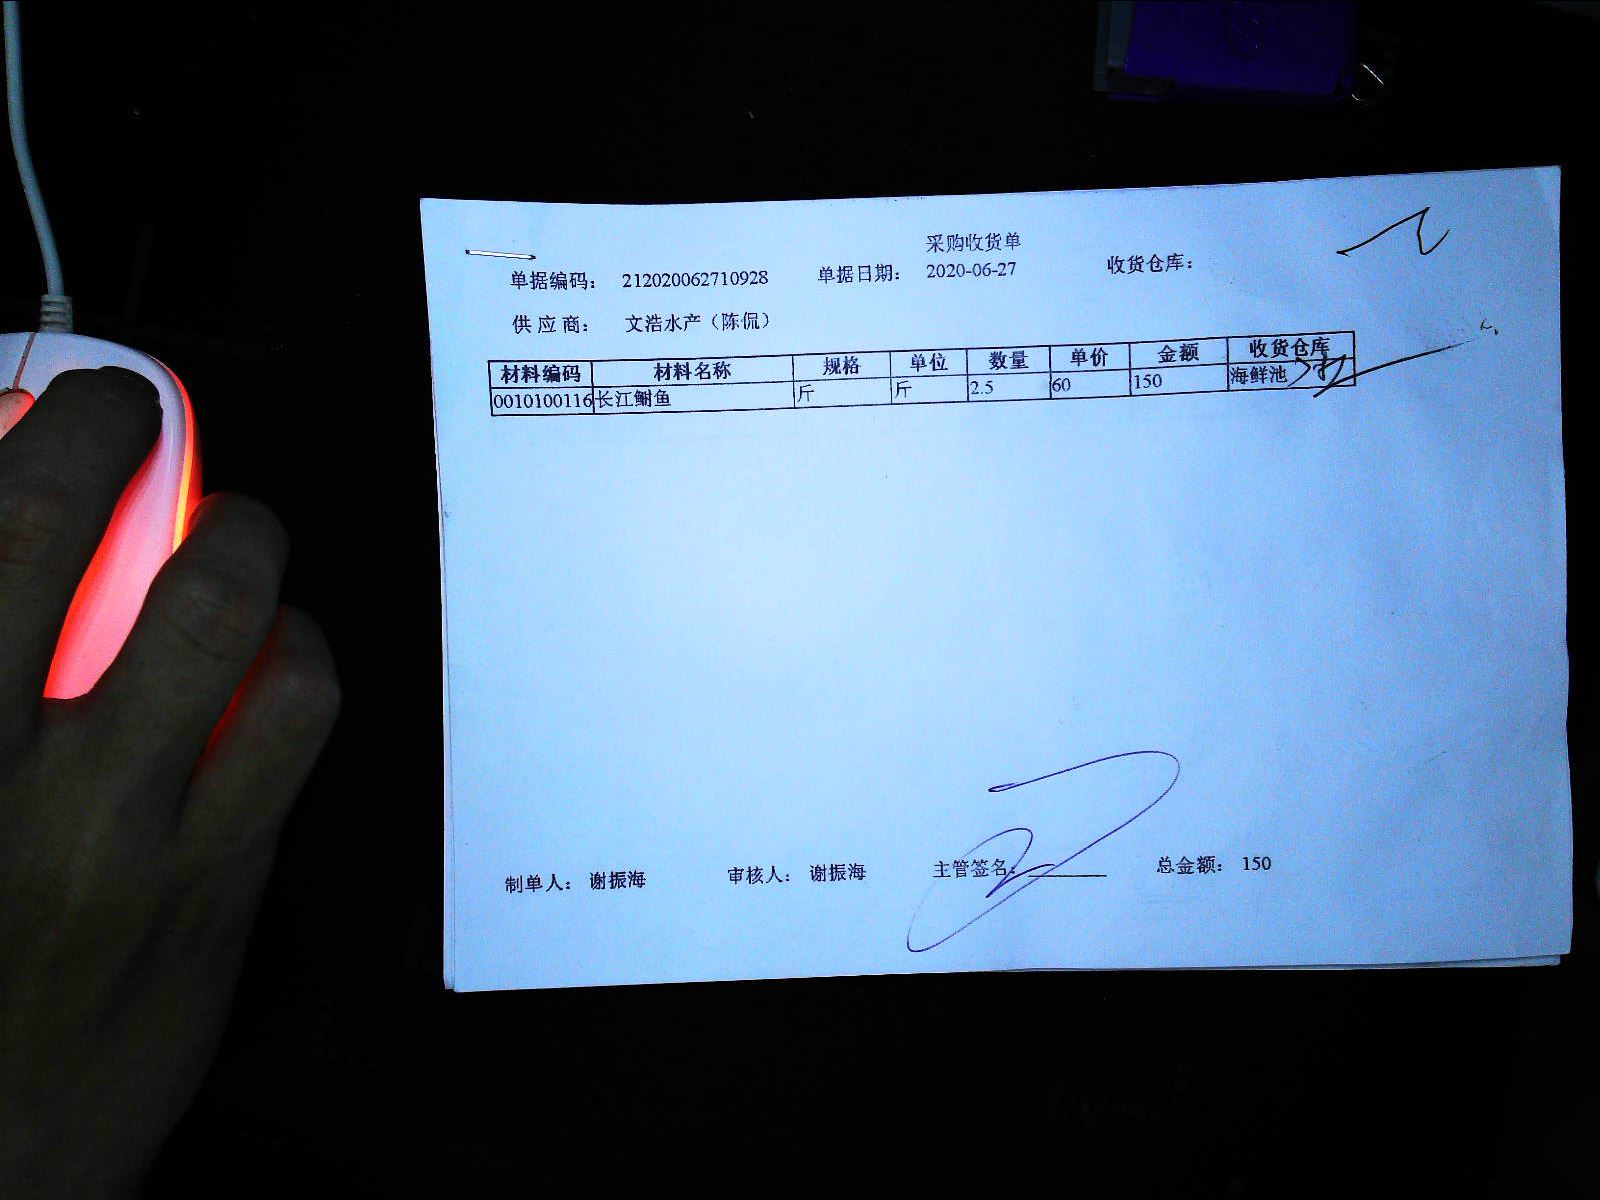 采购收货单
单据编码: 212020062710928 单据日期: 2020-06-27 收货仓库:
供 应 商: 文浩水产(陈侃)
材料编码 材料名称 规格 单位 数量 单价 金额 收货仓库
0010100116 长江鮰鱼 斤 斤 2.5 60 150 海鲜池
制单人: 谢振海 审核人: 谢振海 主管签名: 总金额: 150